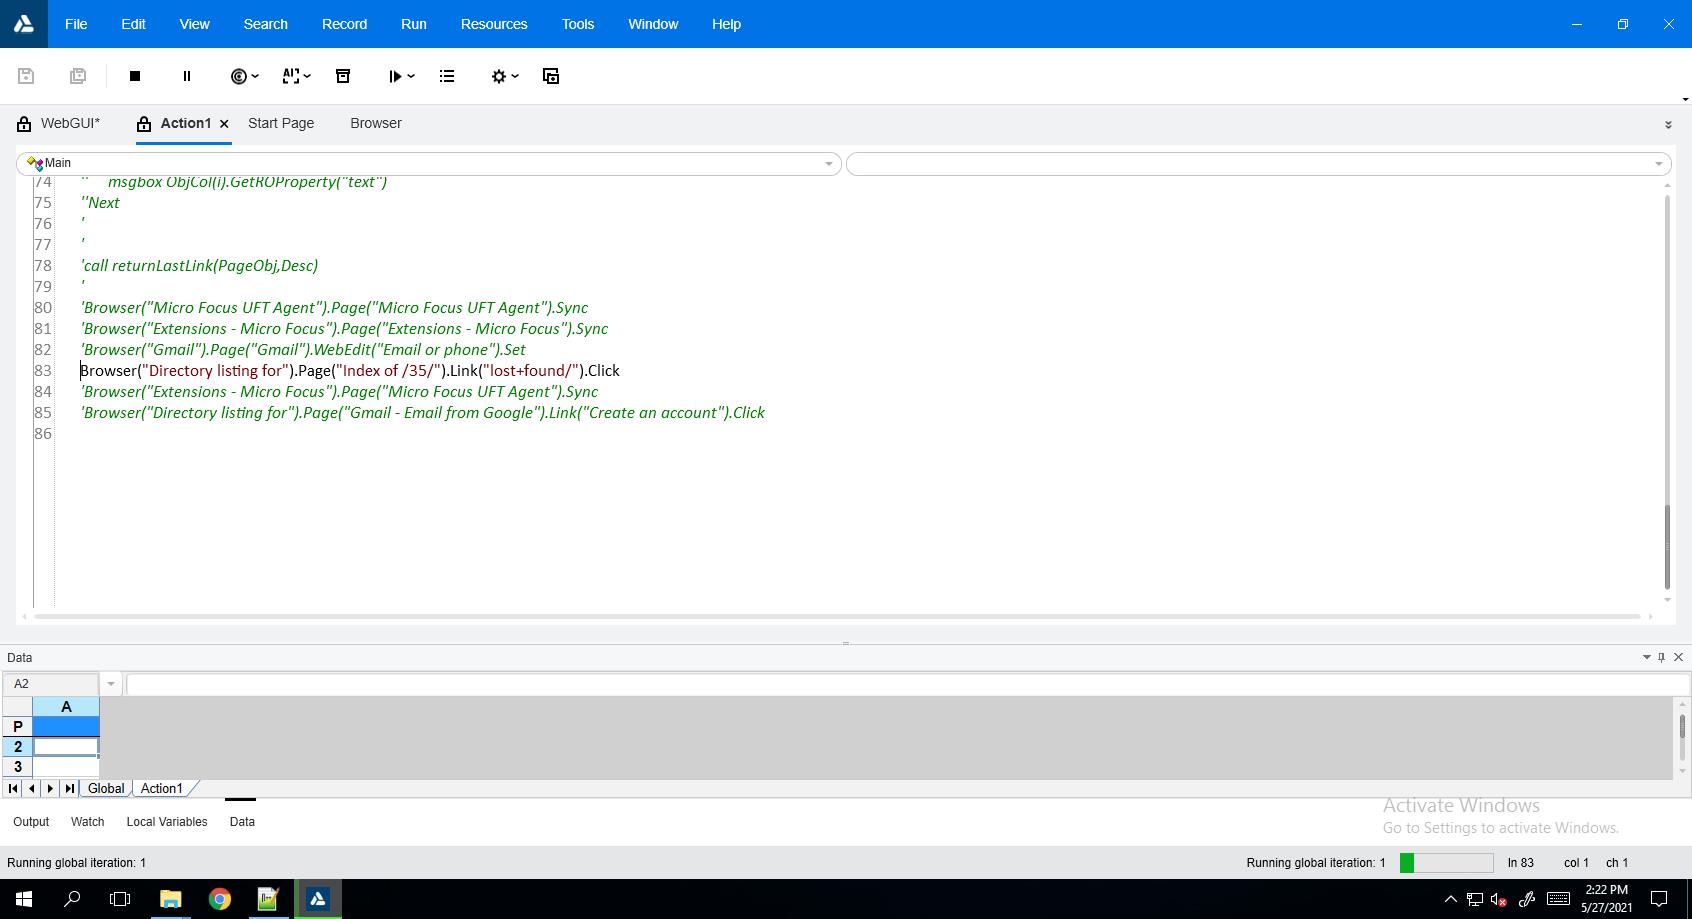 File Edit View Search Record Run Resources Tools Window Help
WebGUI* Action1 Start Page Browser
Main
74 '' msgbox ObjCol(i).GetROProperty("text")
75 ''Next
76 '
77 '
78 'call returnLastLink(PageObj,Desc)
79 '
80 'Browser("Micro Focus UFT Agent").Page("Micro Focus UFT Agent").Sync
81 'Browser("Extensions - Micro Focus").Page("Extensions - Micro Focus").Sync
82 'Browser("Gmail").Page("Gmail").WebEdit("Email or phone").Set
83 Browser("Directory listing for").Page("Index of /35/").Link("lost+found/").Click
84 'Browser("Extensions - Micro Focus").Page("Micro Focus UFT Agent").Sync
85 'Browser("Directory listing for").Page("Gmail - Email from Google").Link("Create an account").Click
86
Data
A2
A
P
2
3
Global Action1
Activate Windows
Go to Settings to activate Windows.
Output Watch Local Variables Data
Running global iteration: 1 Running global iteration: 1 ln 83 col 1 ch 1
2:22 PM
5/27/2021